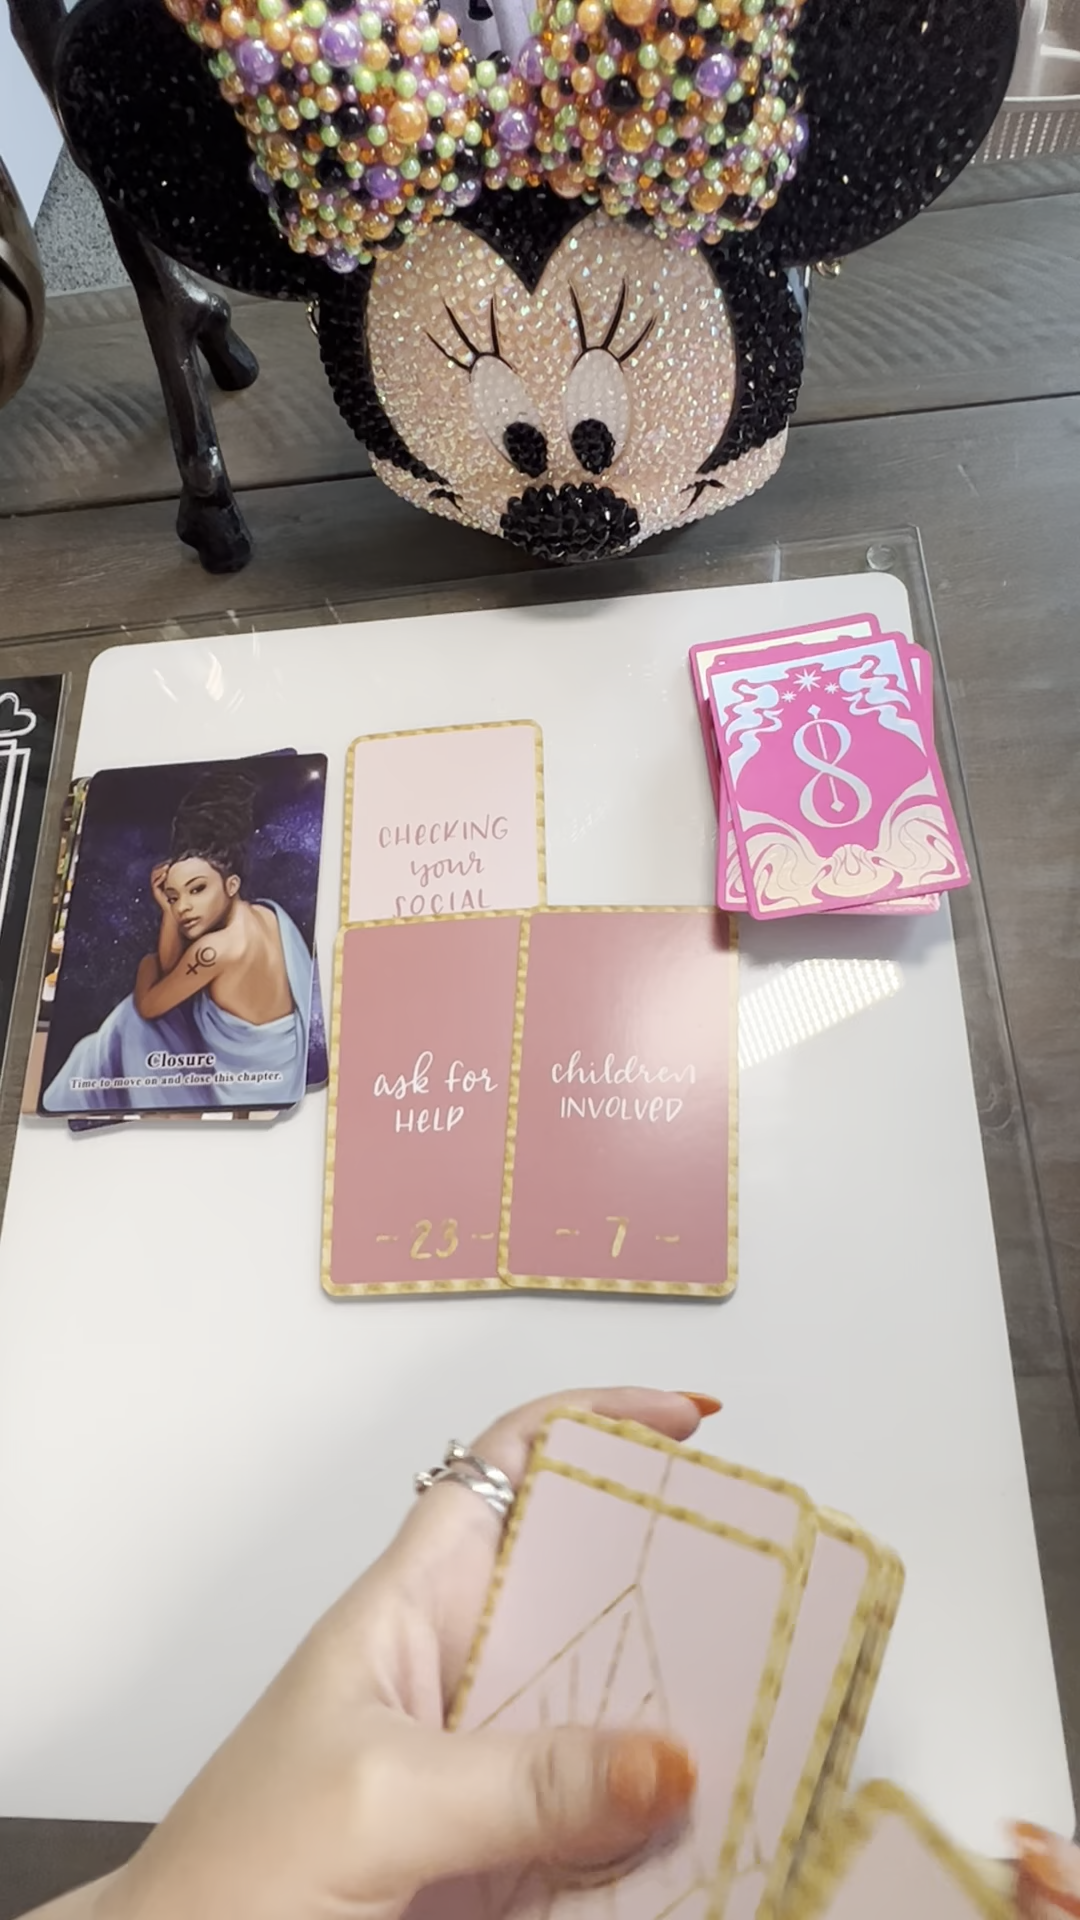 CHECKING
your
SOCIAL
8
Closure
Time to move on and close this chapter.
ask for
HELP
- 23 -
children
INVOLVED
- 7 -